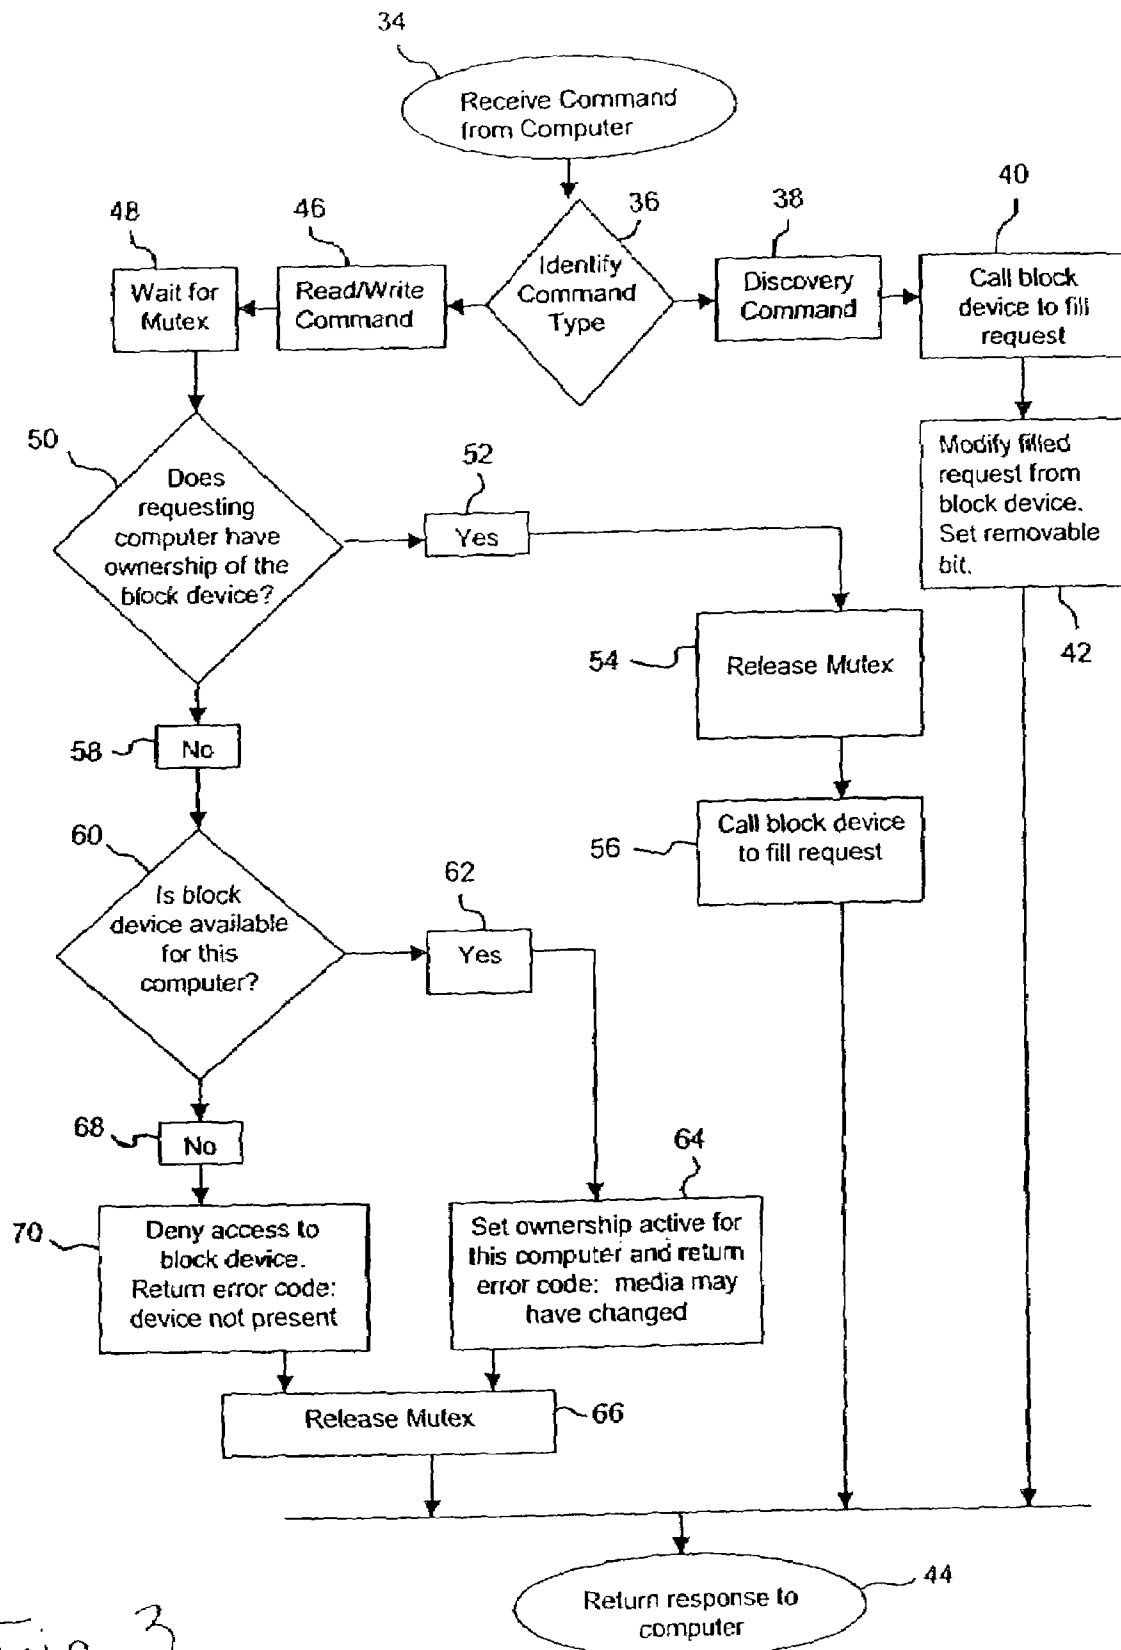 34
Receive Command
from Computer
48
46
36
38
40
Wait for
Mutex
Read/Write
Command
Identify
Command
Type
Discovery
Command
Call block
device to fill
request
50
Does
requesting
computer have
ownership of the
block device?
52
Yes
Modify filled
request from
block device.
Set removable
bit.
42
54
Release Mutex
58
No
56
Call block device
to fill request
60
Is block
device available
for this
computer?
62
Yes
68
No
64
70
Deny access to
block device.
Return error code:
device not present
Set ownership active for
this computer and return
error code: media may
have changed
Release Mutex
66
44
Return response to
computer
Fig. 3